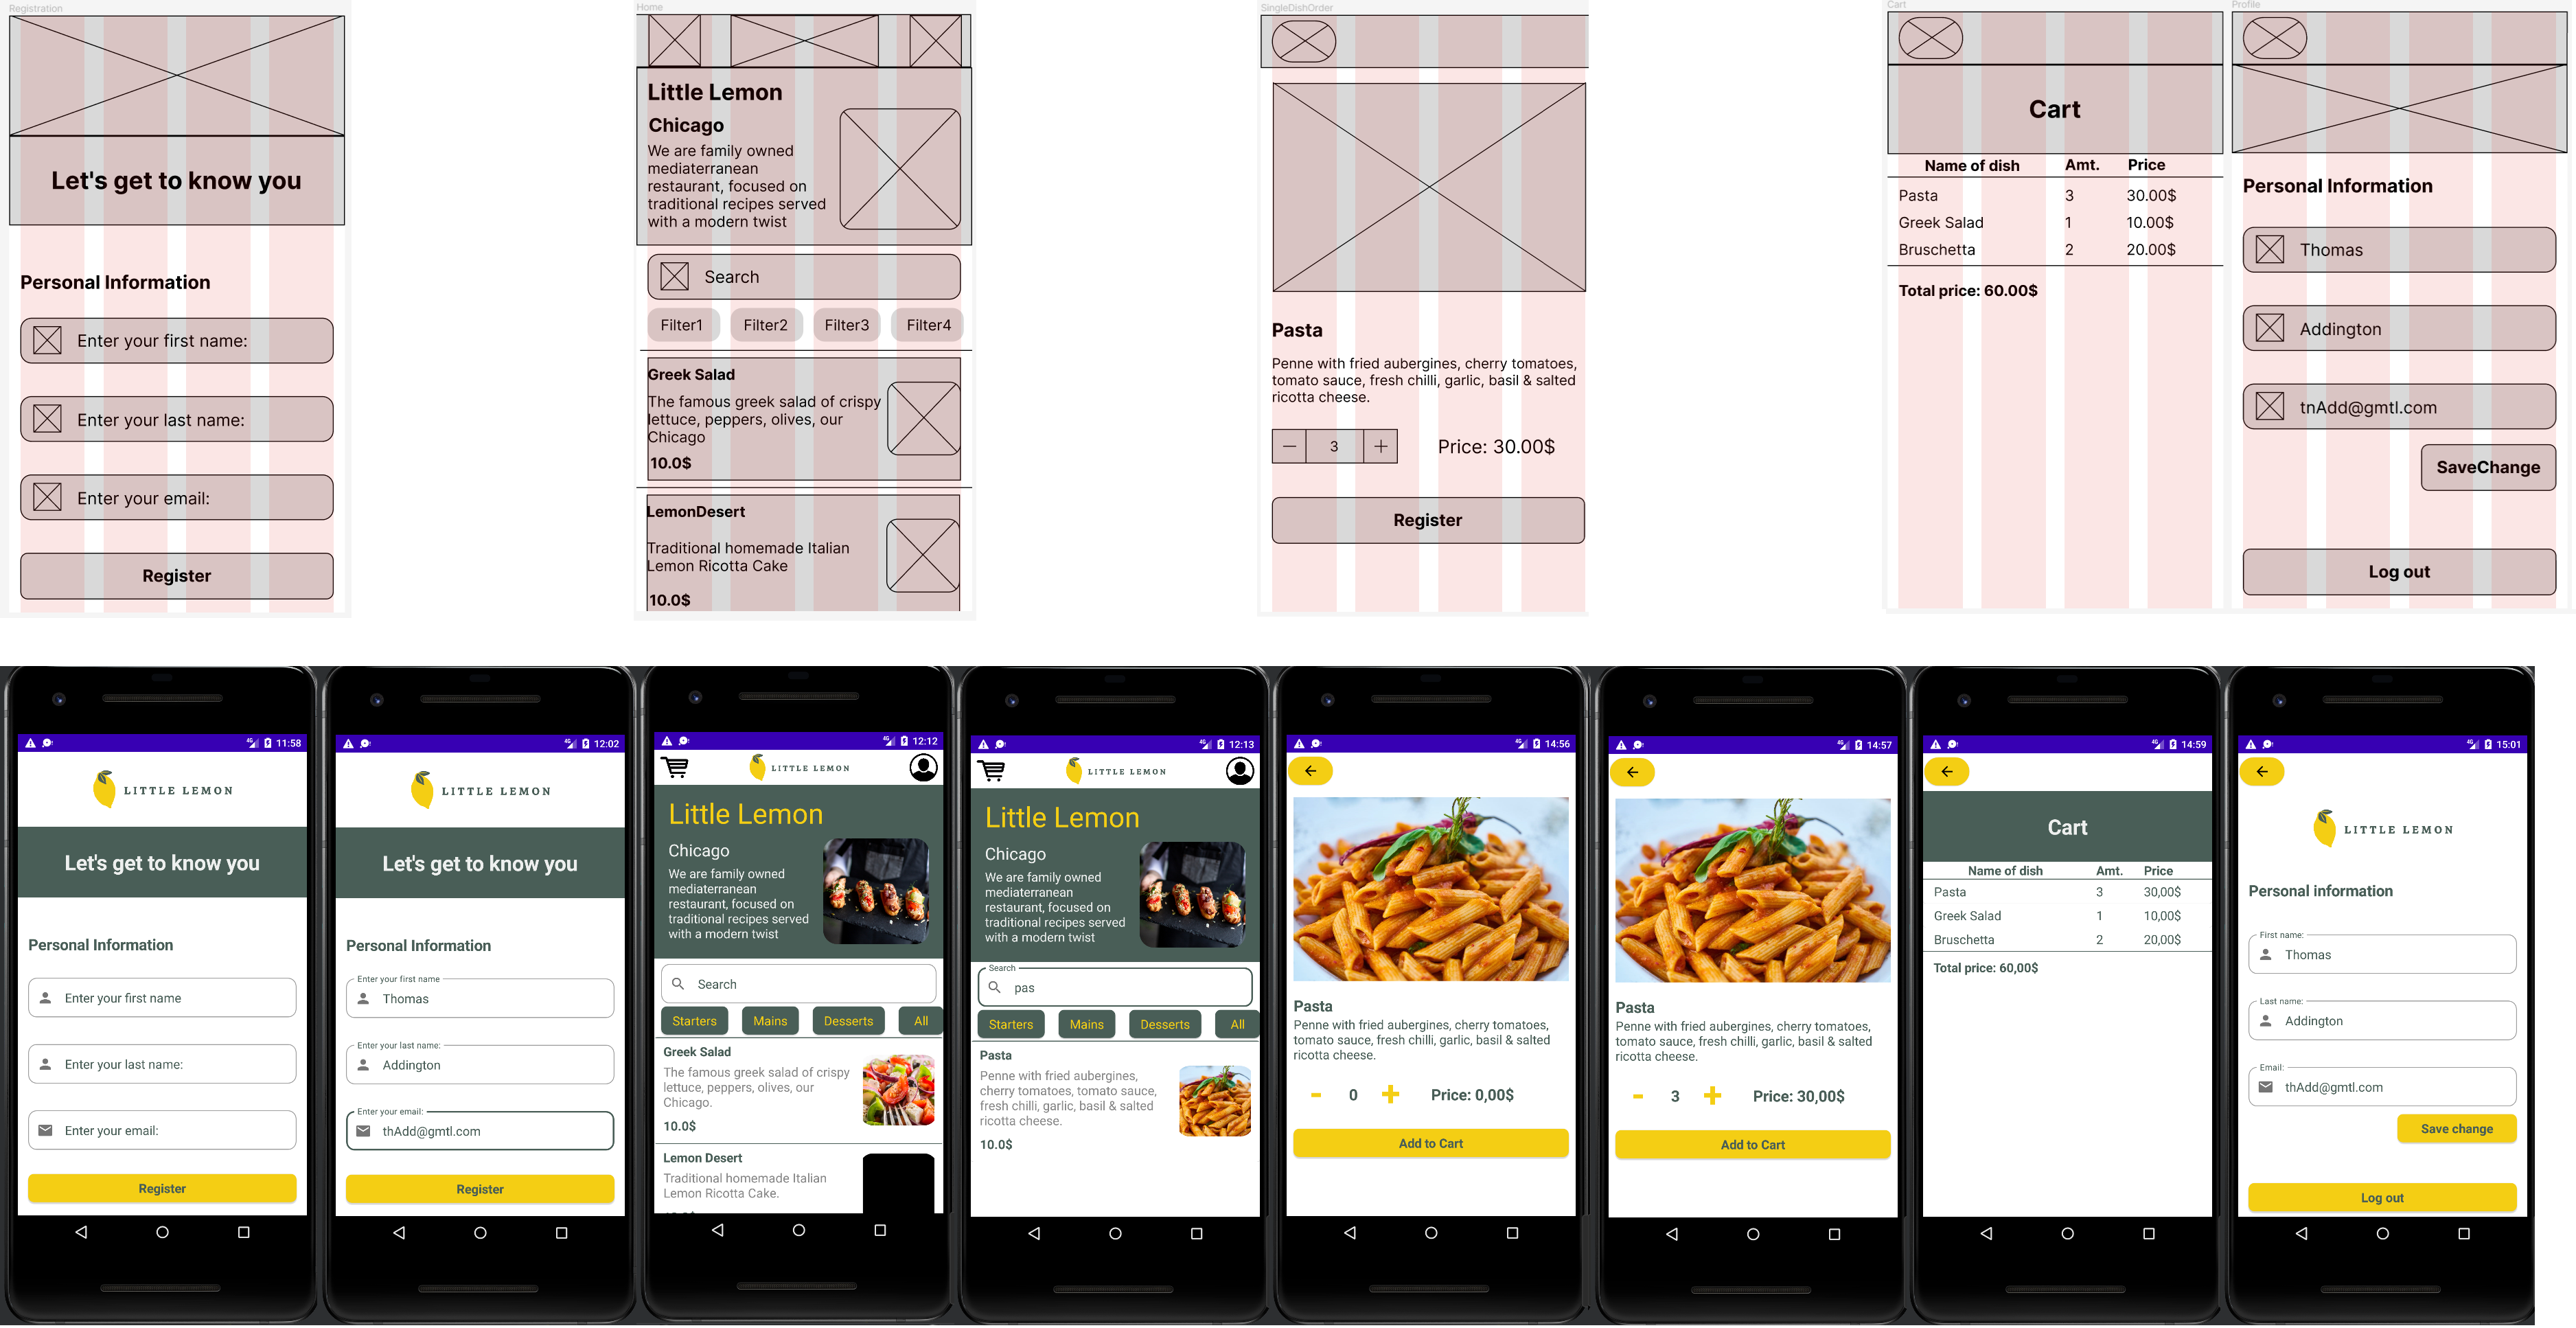 Registration
Let's get to know you
Personal Information
Enter your first name:
Enter your last name:
Enter your email:
Register
Home
Little Lemon
Chicago
We are family owned
mediaterranean
restaurant, focused on
traditional recipes served
with a modern twist
Search
Filter1
Filter2
Filter3
Filter4
Greek Salad
The famous greek salad of crispy
lettuce, peppers, olives, our
Chicago
10.0$
LemonDesert
Traditional homemade Italian
Lemon Ricotta Cake
10.0$
SingleDishOrder
Pasta
Penne with fried aubergines, cherry tomatoes,
tomato sauce, fresh chilli, garlic, basil & salted
ricotta cheese.
3
Price: 30.00$
Register
Cart
Cart
Name of dish Amt. Price
Pasta 3 30.00$
Greek Salad 1 10.00$
Bruschetta 2 20.00$
Total price: 60.00$
Profile
Personal Information
Thomas
Addington
tnAdd@gmtl.com
SaveChange
Log out
4G 11:58
LITTLE LEMON
Let's get to know you
Personal Information
Enter your first name
Enter your last name:
Enter your email:
Register
4G 12:02
LITTLE LEMON
Let's get to know you
Personal Information
Enter your first name
Thomas
Enter your last name:
Addington
Enter your email:
thAdd@gmtl.com
Register
4G 12:12
LITTLE LEMON
Little Lemon
Chicago
We are family owned
mediaterranean
restaurant, focused on
traditional recipes served
with a modern twist
Search
Starters
Mains
Desserts
All
Greek Salad
The famous greek salad of crispy
lettuce, peppers, olives, our
Chicago.
10.0$
Lemon Desert
Traditional homemade Italian
Lemon Ricotta Cake.
4G 12:13
LITTLE LEMON
Little Lemon
Chicago
We are family owned
mediaterranean
restaurant, focused on
traditional recipes served
with a modern twist
Search
pas
Starters
Mains
Desserts
All
Pasta
Penne with fried aubergines,
cherry tomatoes, tomato sauce,
fresh chilli, garlic, basil & salted
ricotta cheese.
10.0$
4G 14:56
Pasta
Penne with fried aubergines, cherry tomatoes,
tomato sauce, fresh chilli, garlic, basil & salted
ricotta cheese.
- 0 + Price: 0,00$
Add to Cart
4G 14:57
Pasta
Penne with fried aubergines, cherry tomatoes,
tomato sauce, fresh chilli, garlic, basil & salted
ricotta cheese.
- 3 + Price: 30,00$
Add to Cart
4G 14:59
Cart
Name of dish Amt. Price
Pasta 3 30,00$
Greek Salad 1 10,00$
Bruschetta 2 20,00$
Total price: 60,00$
4G 15:01
LITTLE LEMON
Personal information
First name:
Thomas
Last name:
Addington
Email:
thAdd@gmtl.com
Save change
Log out